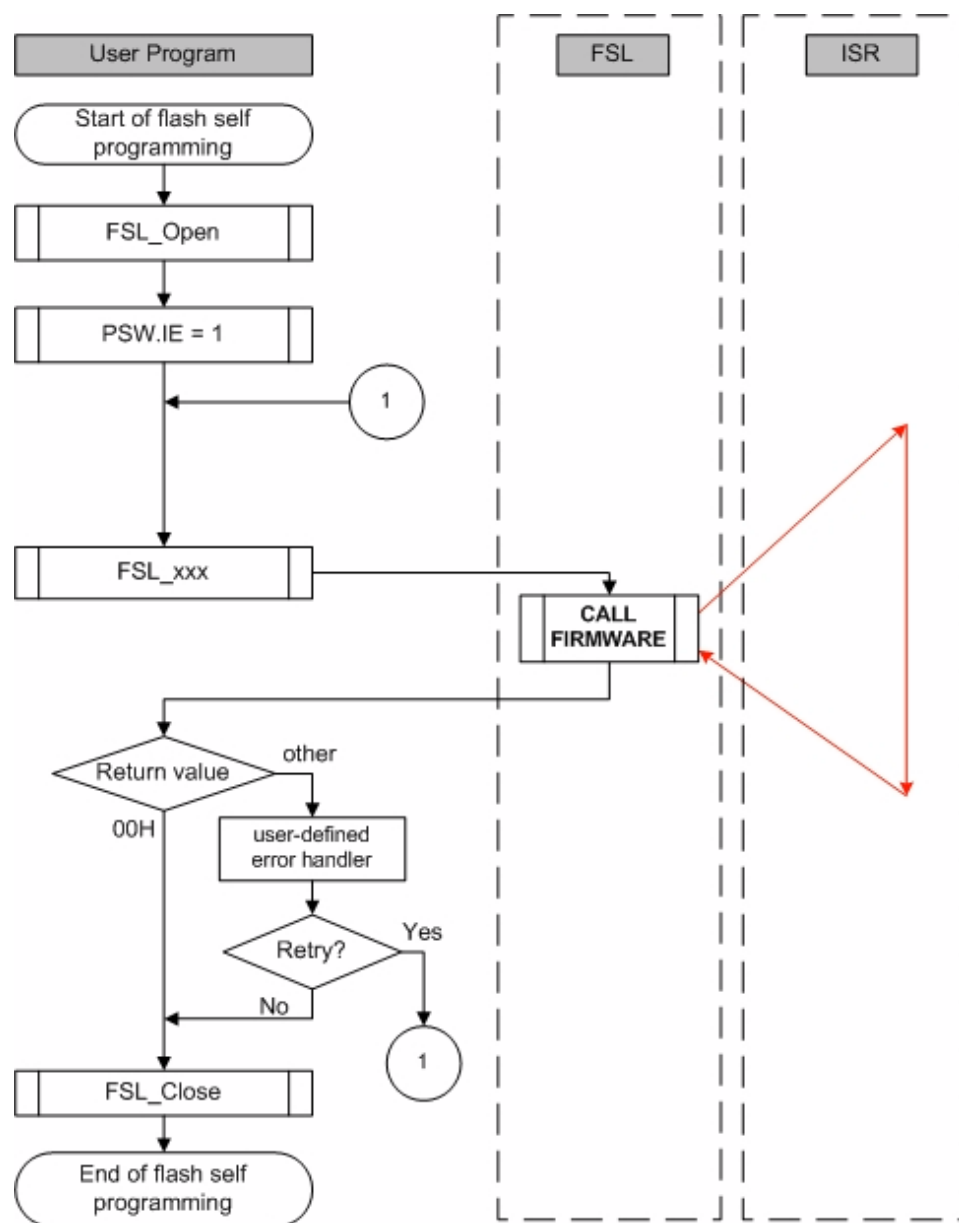 User Program
FSL
ISR
Start of flash self
programming
FSL_Open
PSW.IE = 1
1
FSL_xxx
CALL
FIRMWARE
Return value
other
00H
user-defined
error handler
Retry?
Yes
No
1
FSL_Close
End of flash self
programming